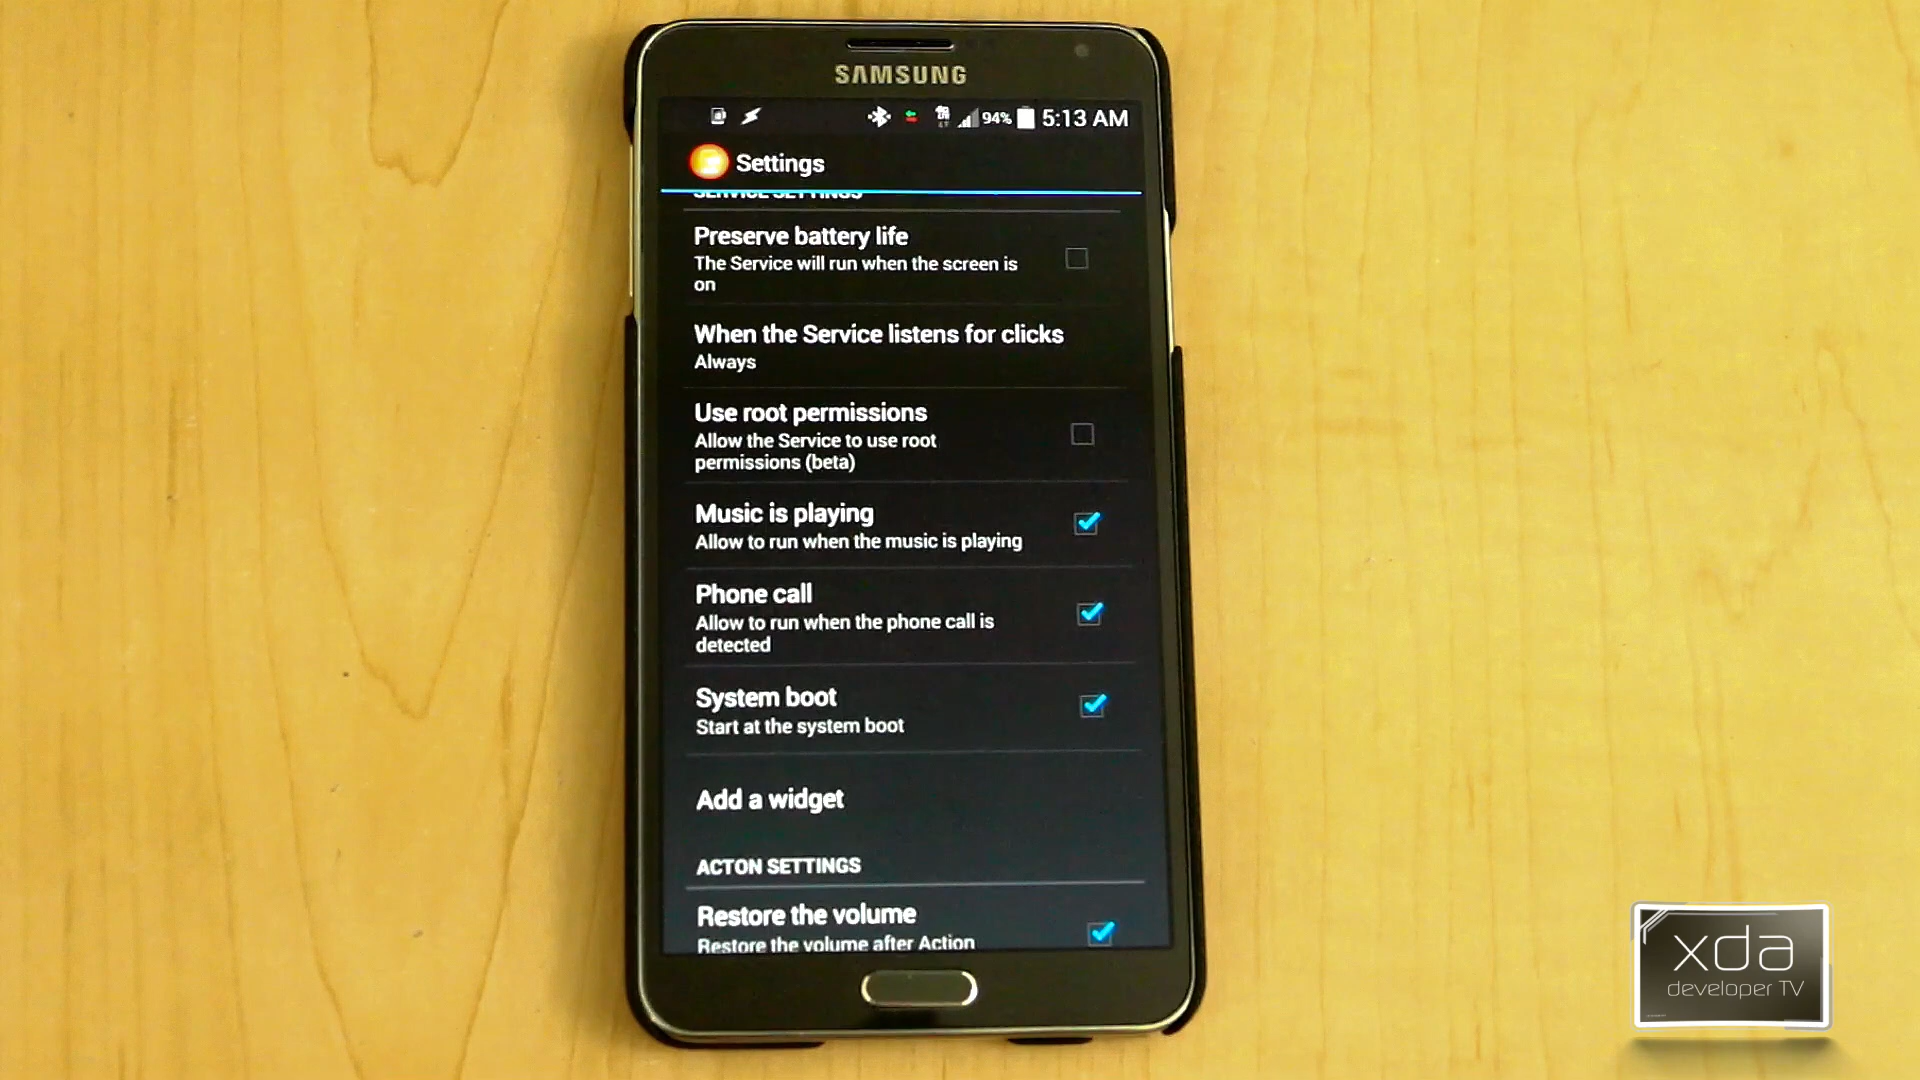 SAMSUNG
94% 5:13 AM
Settings
SERVICE SETTINGS
Preserve battery life
The Service will run when the screen is
on
When the Service listens for clicks
Always
Use root permissions
Allow the Service to use root
permissions (beta)
Music is playing
Allow to run when the music is playing
Phone call
Allow to run when the phone call is
detected
System boot
Start at the system boot
Add a widget
ACTON SETTINGS
Restore the volume
Restore the volume after Action
xda
developer TV